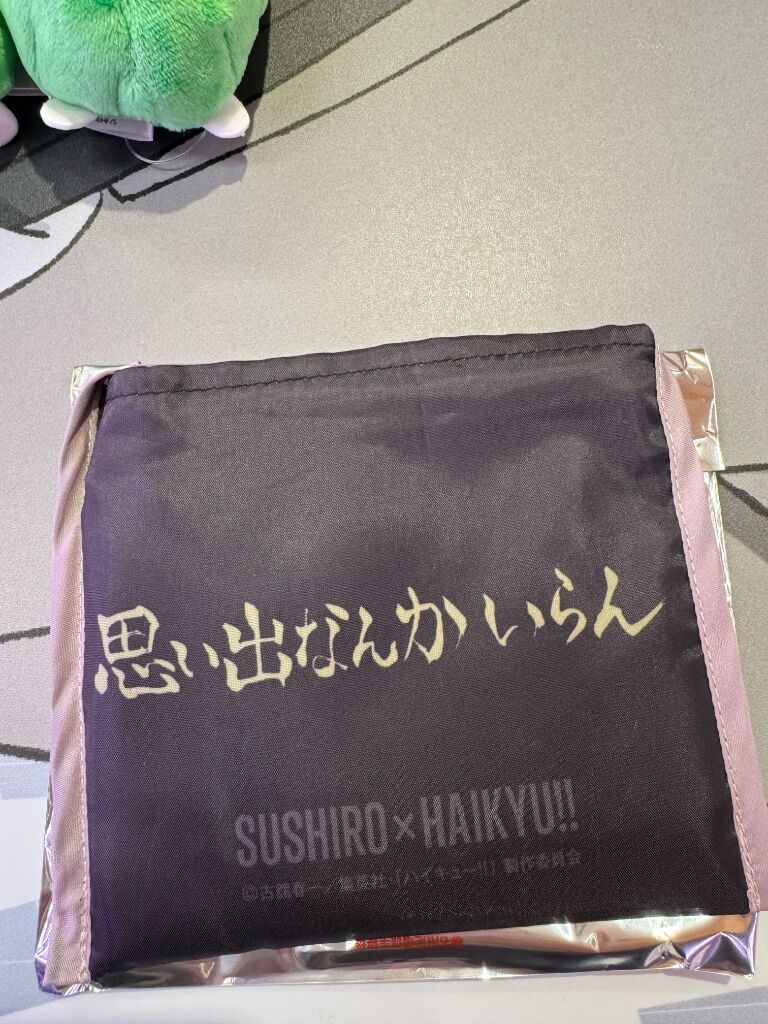 思い出なんかいらん
SUSHIRO×HAIKYU!!
©古舘春一／集英社・「ハイキュー!!」製作委員会